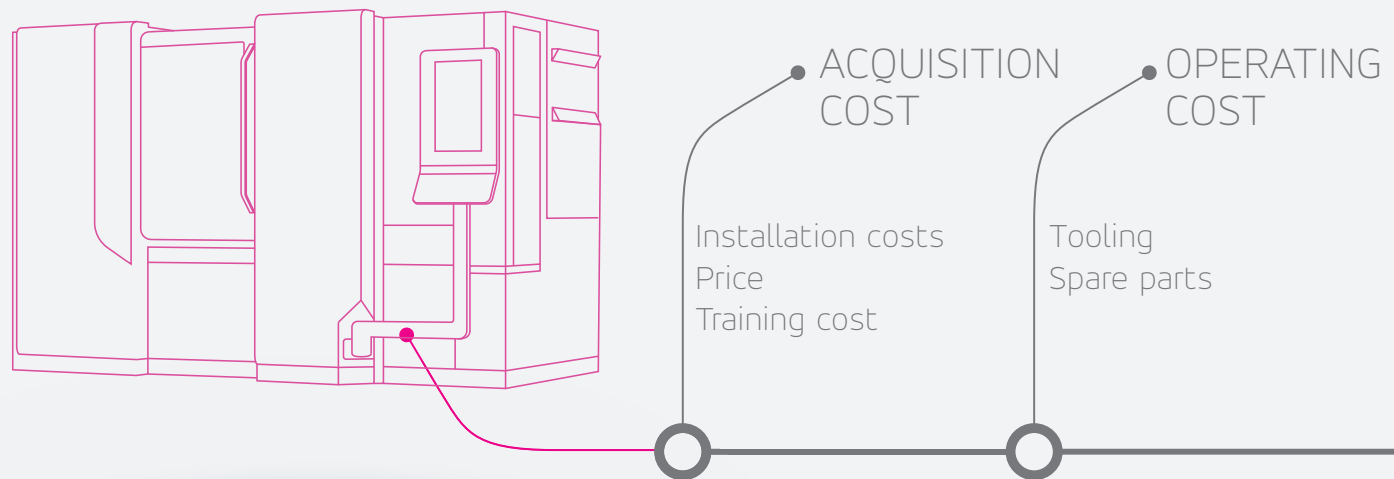 ACQUISITION
COST
Installation costs
Price
Training cost
OPERATING
COST
Tooling
Spare parts